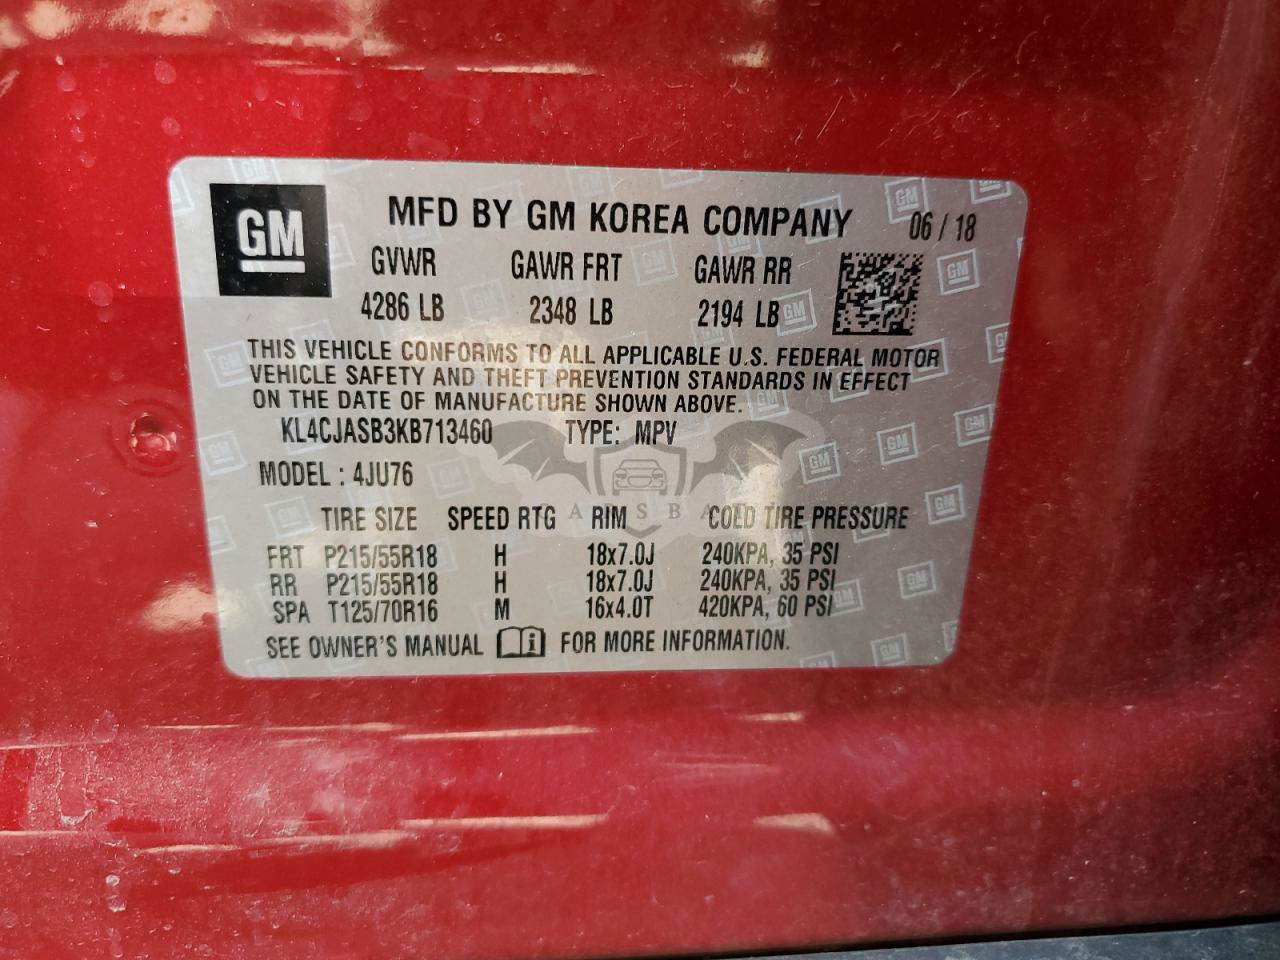 GM MFD BY GM KOREA COMPANY 06 / 18
GVWR GAWR FRT GAWR RR
4286 LB 2348 LB 2194 LB
THIS VEHICLE CONFORMS TO ALL APPLICABLE U.S. FEDERAL MOTOR
VEHICLE SAFETY AND THEFT PREVENTION STANDARDS IN EFFECT
ON THE DATE OF MANUFACTURE SHOWN ABOVE.
KL4CJASB3KB713460 TYPE: MPV
MODEL : 4JU76
TIRE SIZE SPEED RTG RIM COLD TIRE PRESSURE
FRT P215/55R18 H 18x7.0J 240KPA, 35 PSI
RR P215/55R18 H 18x7.0J 240KPA, 35 PSI
SPA T125/70R16 M 16x4.0T 420KPA, 60 PSI
SEE OWNER'S MANUAL i FOR MORE INFORMATION.